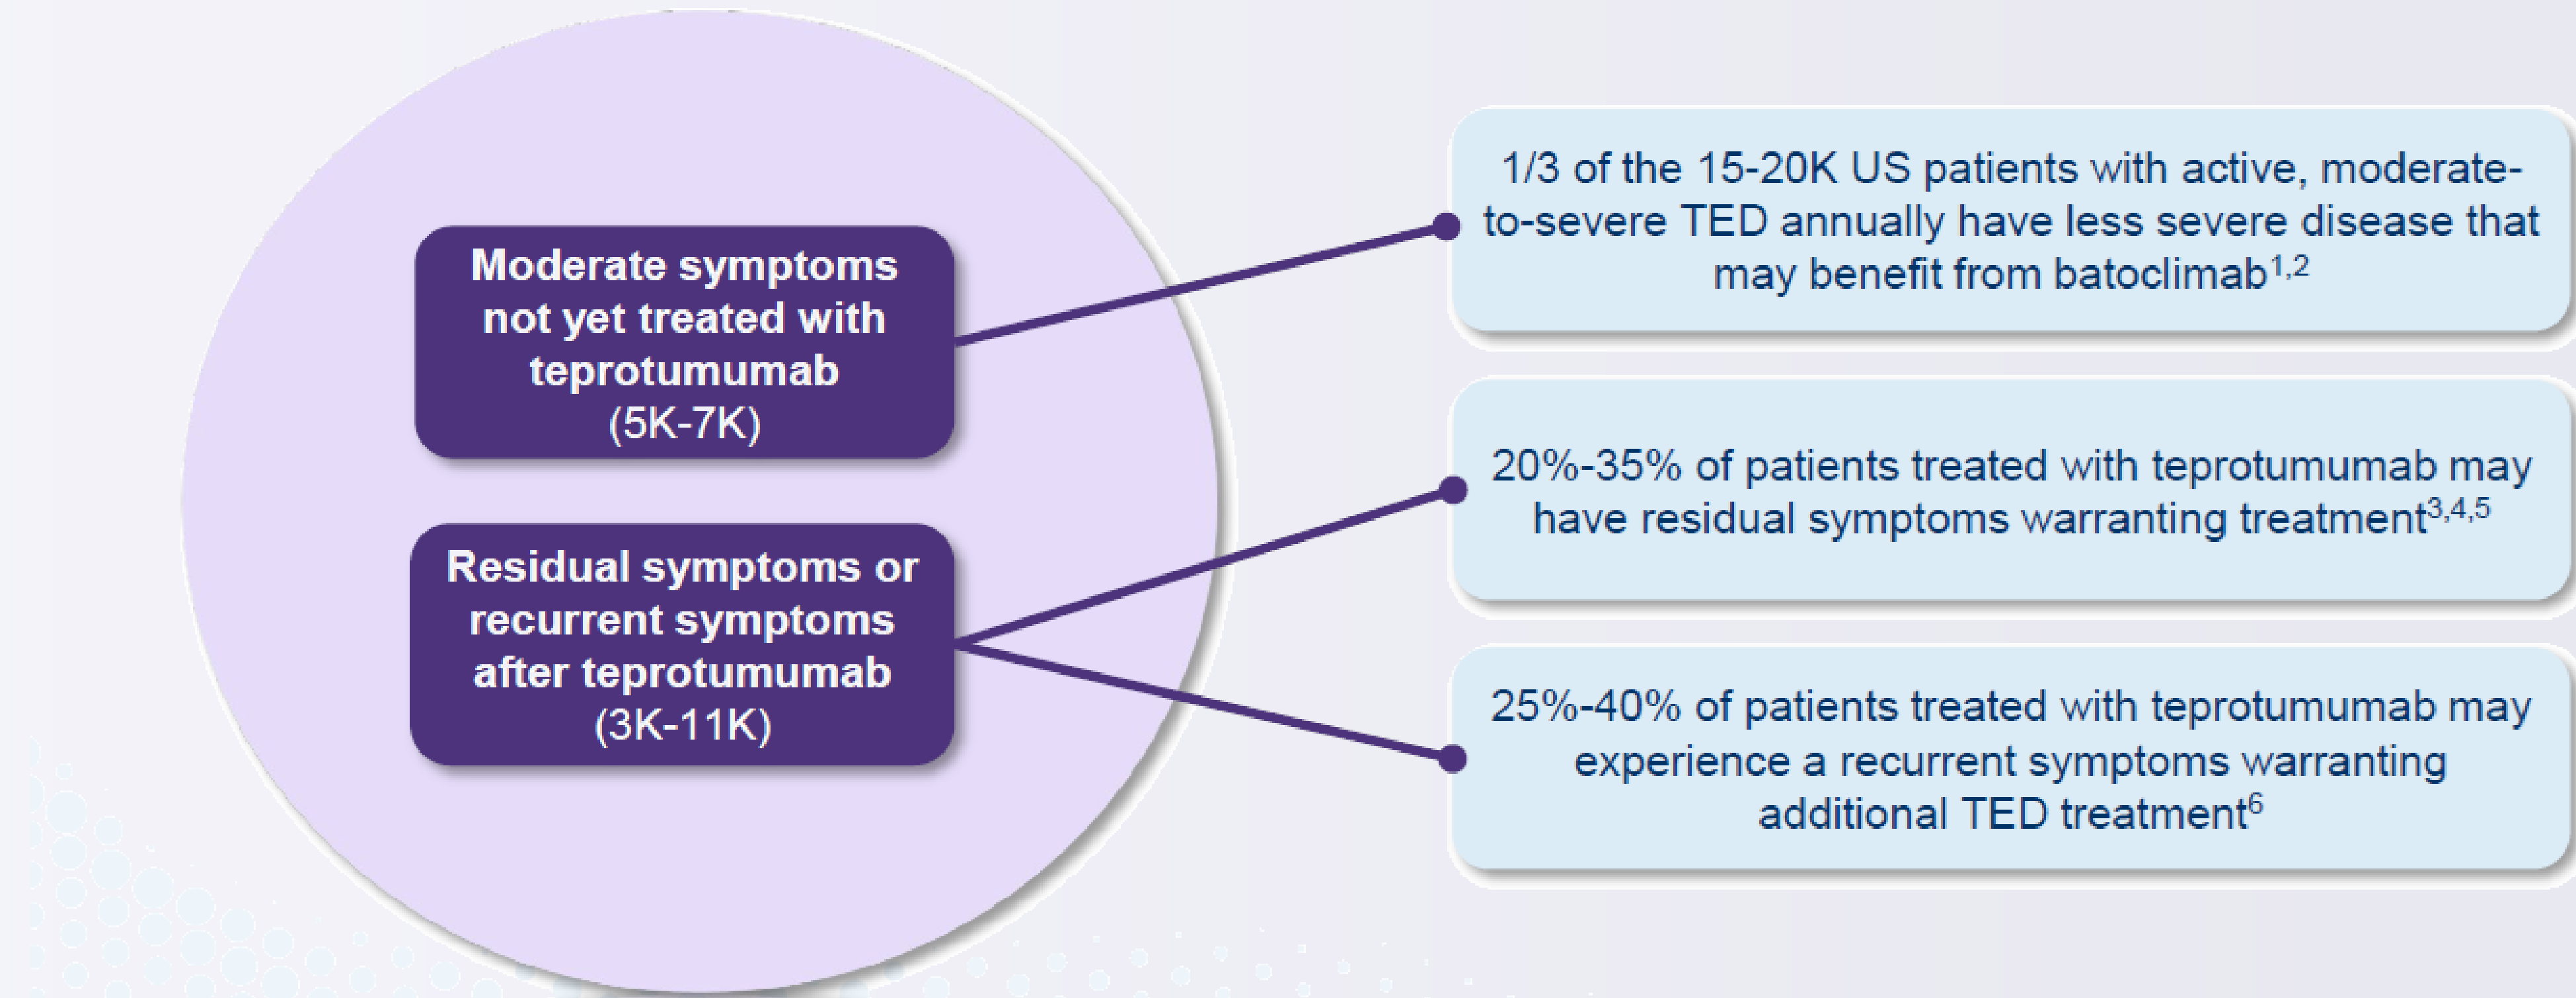 Moderate symptoms
not yet treated with
teprotumumab
(5K-7K)
Residual symptoms or
recurrent symptoms
after teprotumumab
(3K-11K)
1/3 of the 15-20K US patients with active, moderate-
to-severe TED annually have less severe disease that
may benefit from batoclimab1,2
20%-35% of patients treated with teprotumumab may
have residual symptoms warranting treatment3,4,5
25%-40% of patients treated with teprotumumab may
experience a recurrent symptoms warranting
additional TED treatment6